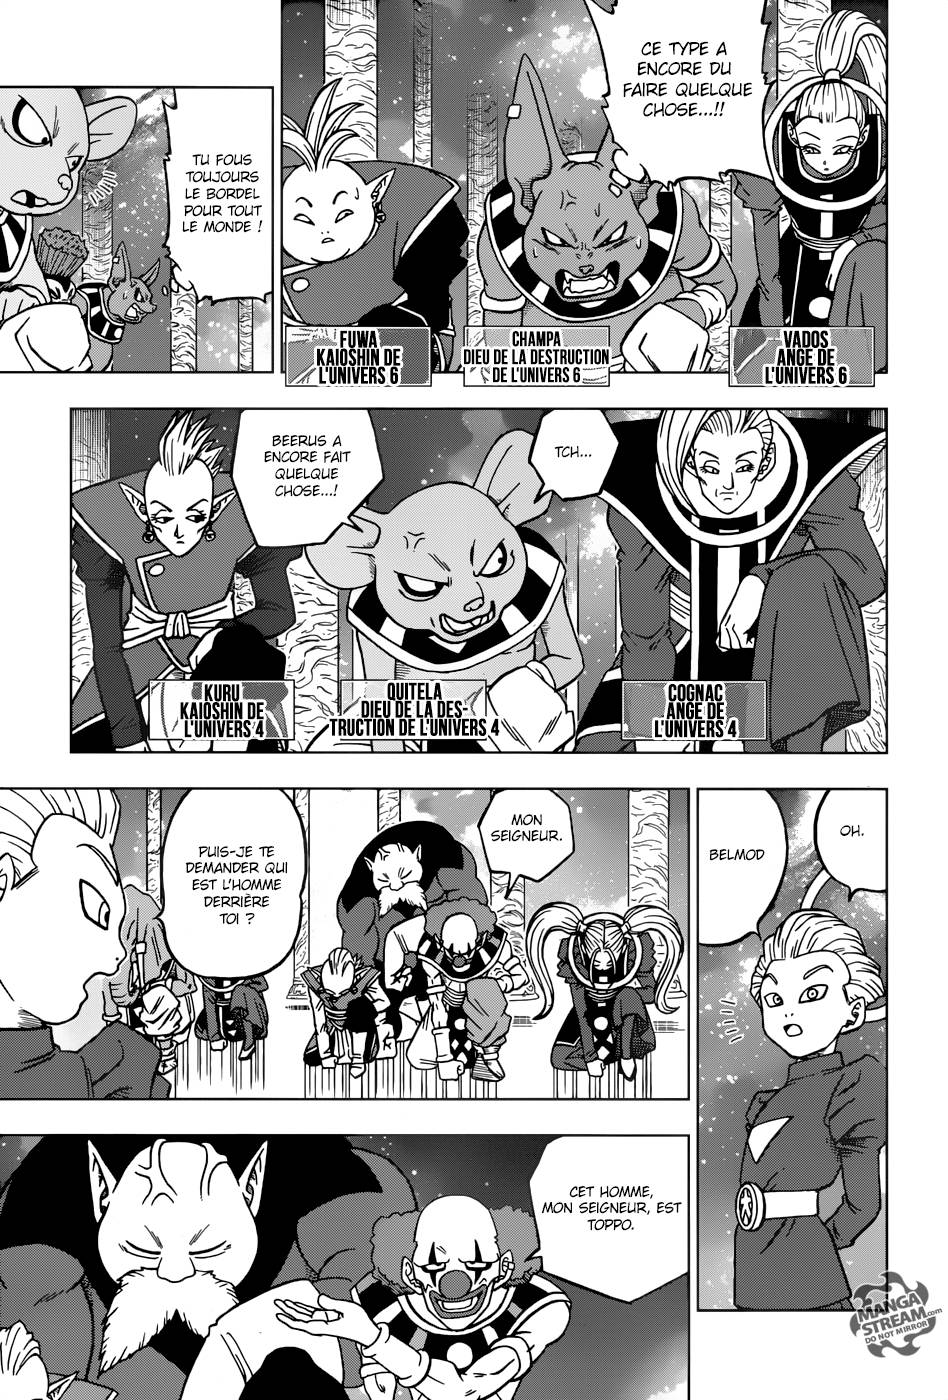 CE TYPE A
ENCORE DU
FAIRE QUELQUE
CHOSE...!!
VADOS
ANGE DE
L'UNIVERS 6
CHAMPA
DIEU DE LA DESTRUCTION
DE L'UNIVERS 6
FUWA
KAIOSHIN DE
L'UNIVERS 6
TU FOUS
TOUJOURS
LE BORDEL
POUR TOUT
LE MONDE !
TCH...
BEERUS A
ENCORE FAIT
QUELQUE
CHOSE...!
COGNAC
ANGE DE
L'UNIVERS 4
QUITELA
DIEU DE LA DES-
TRUCTION DE L'UNIVERS 4
KURU
KAIOSHIN DE
L'UNIVERS 4
OH.
BELMOD
MON
SEIGNEUR.
PUIS-JE TE
DEMANDER QUI
EST L'HOMME
DERRIÈRE
TOI ?
CET HOMME,
MON SEIGNEUR, EST
TOPPO.
MANGA
STREAM.com
DO NOT MIRROR